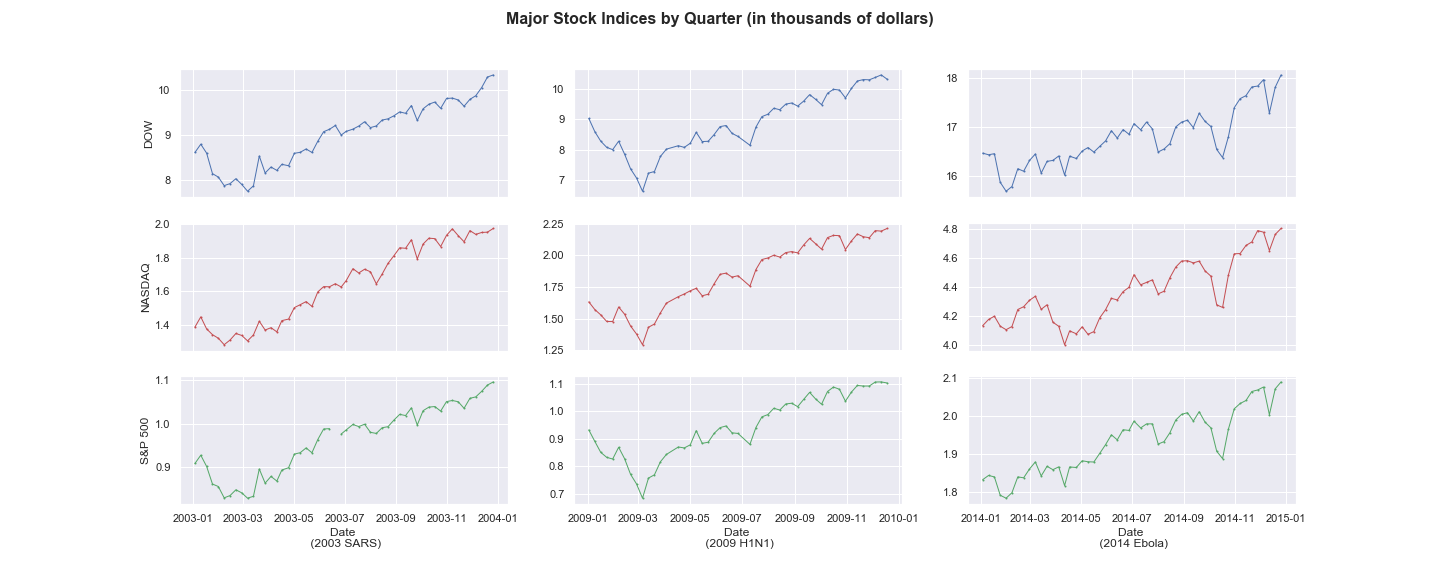 Major Stock Indices by Quarter (in thousands of dollars)
DOW
10
9
8
10
9
8
7
18
17
16
NASDAQ
2.0
1.8
1.6
1.4
2.25
2.00
1.75
1.50
1.25
4.8
4.6
4.4
4.2
4.0
S&P 500
1.1
1.0
0.9
1.1
1.0
0.9
0.8
0.7
2.1
2.0
1.9
1.8
2003-01 2003-03 2003-05 2003-07 2003-09 2003-11 2004-01
Date
(2003 SARS)
2009-01 2009-03 2009-05 2009-07 2009-09 2009-11 2010-01
Date
(2009 H1N1)
2014-01 2014-03 2014-05 2014-07 2014-09 2014-11 2015-01
Date
(2014 Ebola)